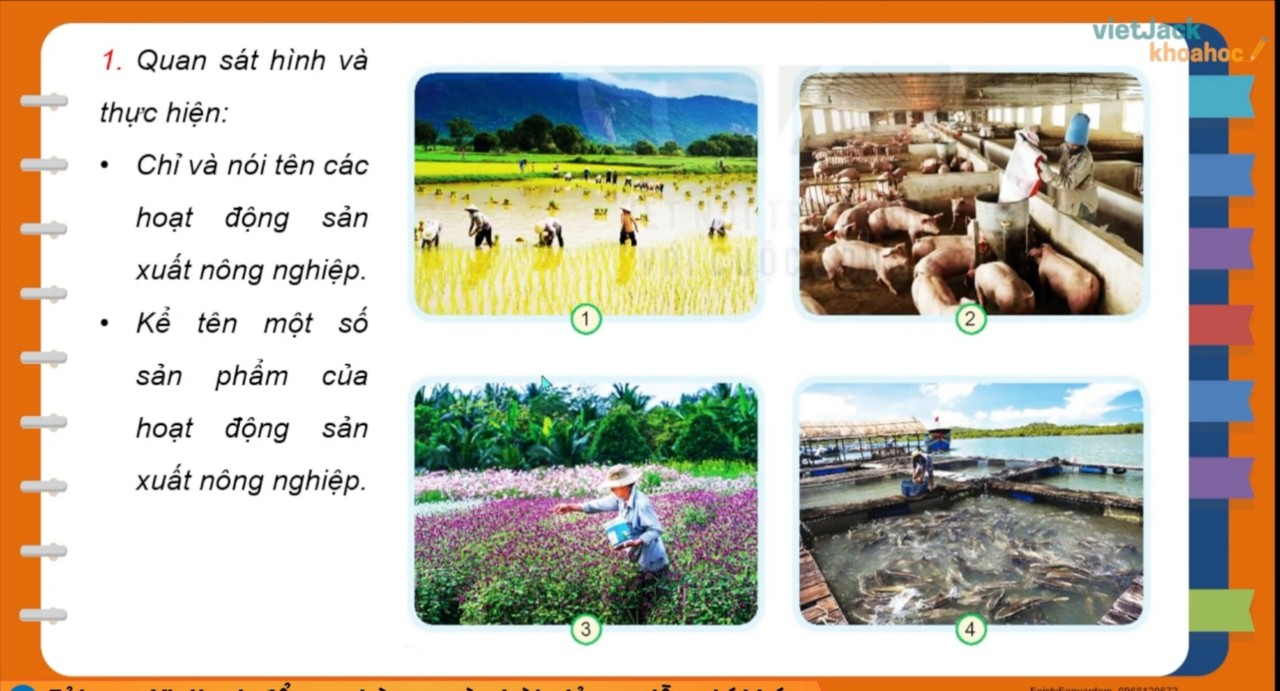 vietJack
khoahoc
1. Quan sát hình và
thực hiện:
• Chỉ và nói tên các
hoạt động sản
xuất nông nghiệp.
• Kể tên một số
sản phẩm của
hoạt động sản
xuất nông nghiệp.
1
2
3
4